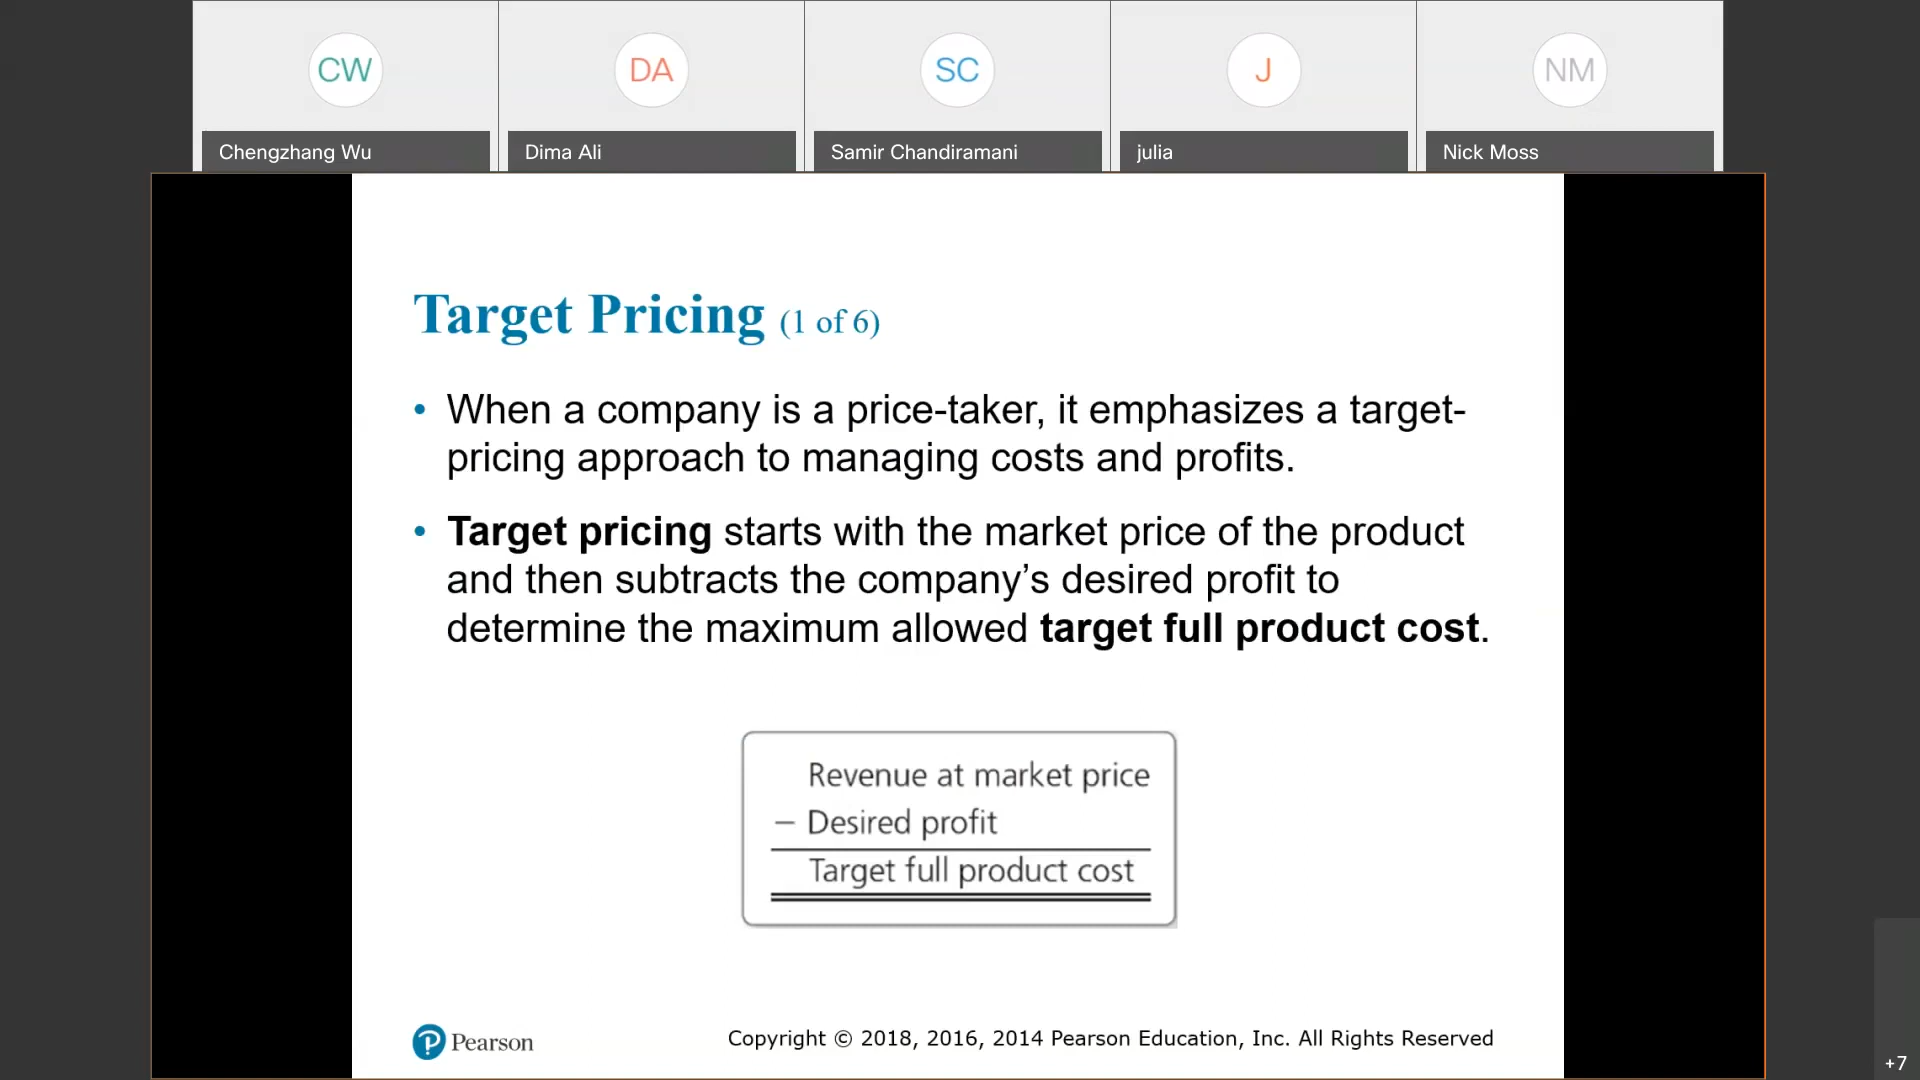 CW
DA
SC
J
NM
Chengzhang Wu
Dima Ali
Samir Chandiramani
julia
Nick Moss
Target Pricing (1 of 6)
• When a company is a price-taker, it emphasizes a target-
pricing approach to managing costs and profits.
• Target pricing starts with the market price of the product
and then subtracts the company’s desired profit to
determine the maximum allowed target full product cost.
Revenue at market price
– Desired profit
Target full product cost
P Pearson
Copyright © 2018, 2016, 2014 Pearson Education, Inc. All Rights Reserved
+7